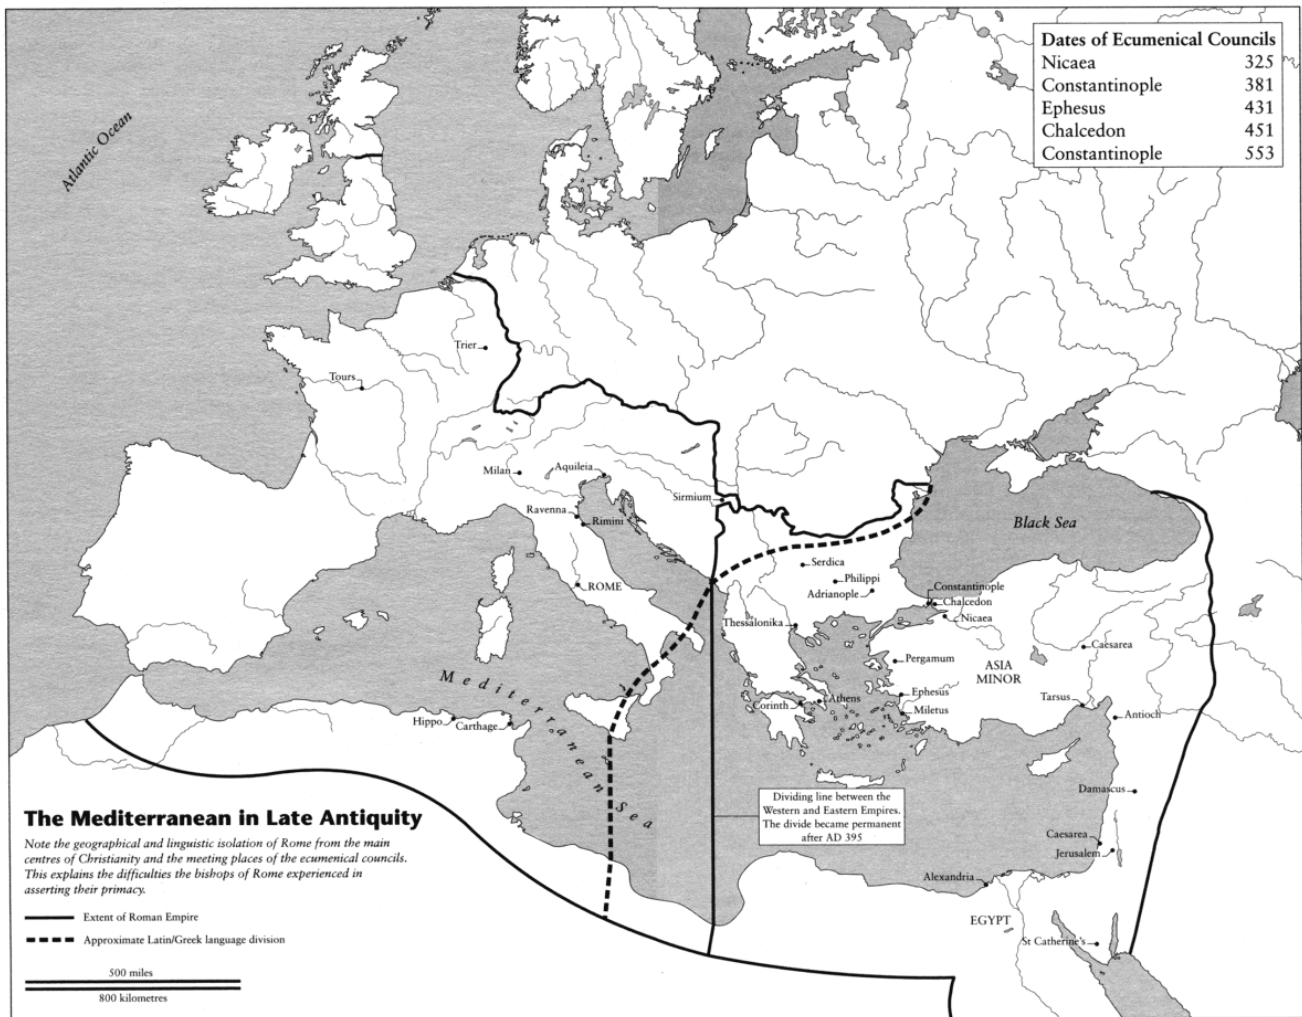 Dates of Ecumenical Councils
Nicaea 325
Constantinople 381
Ephesus 431
Chalcedon 451
Constantinople 553
Atlantic Ocean
Trier
Tours
Milan
Aquileia
Sirmium
Ravenna
Rimini
Black Sea
Serdica
ROME
Philippi
Adrianople
Constantinople
Chalcedon
Nicaea
Thessalonika
Caesarea
Pergamum
ASIA
MINOR
Mediterranean Sea
Ephesus
Tarsus
Corinth
Athens
Miletus
Antioch
Hippo
Carthage
Damascus
Dividing line between the
Western and Eastern Empires.
The divide became permanent
after AD 395
Caesarea
Jerusalem
Alexandria
EGYPT
St Catherine's
The Mediterranean in Late Antiquity
Note the geographical and linguistic isolation of Rome from the main
centres of Christianity and the meeting places of the ecumenical councils.
This explains the difficulties the bishops of Rome experienced in
asserting their primacy.
Extent of Roman Empire
Approximate Latin/Greek language division
500 miles
800 kilometres